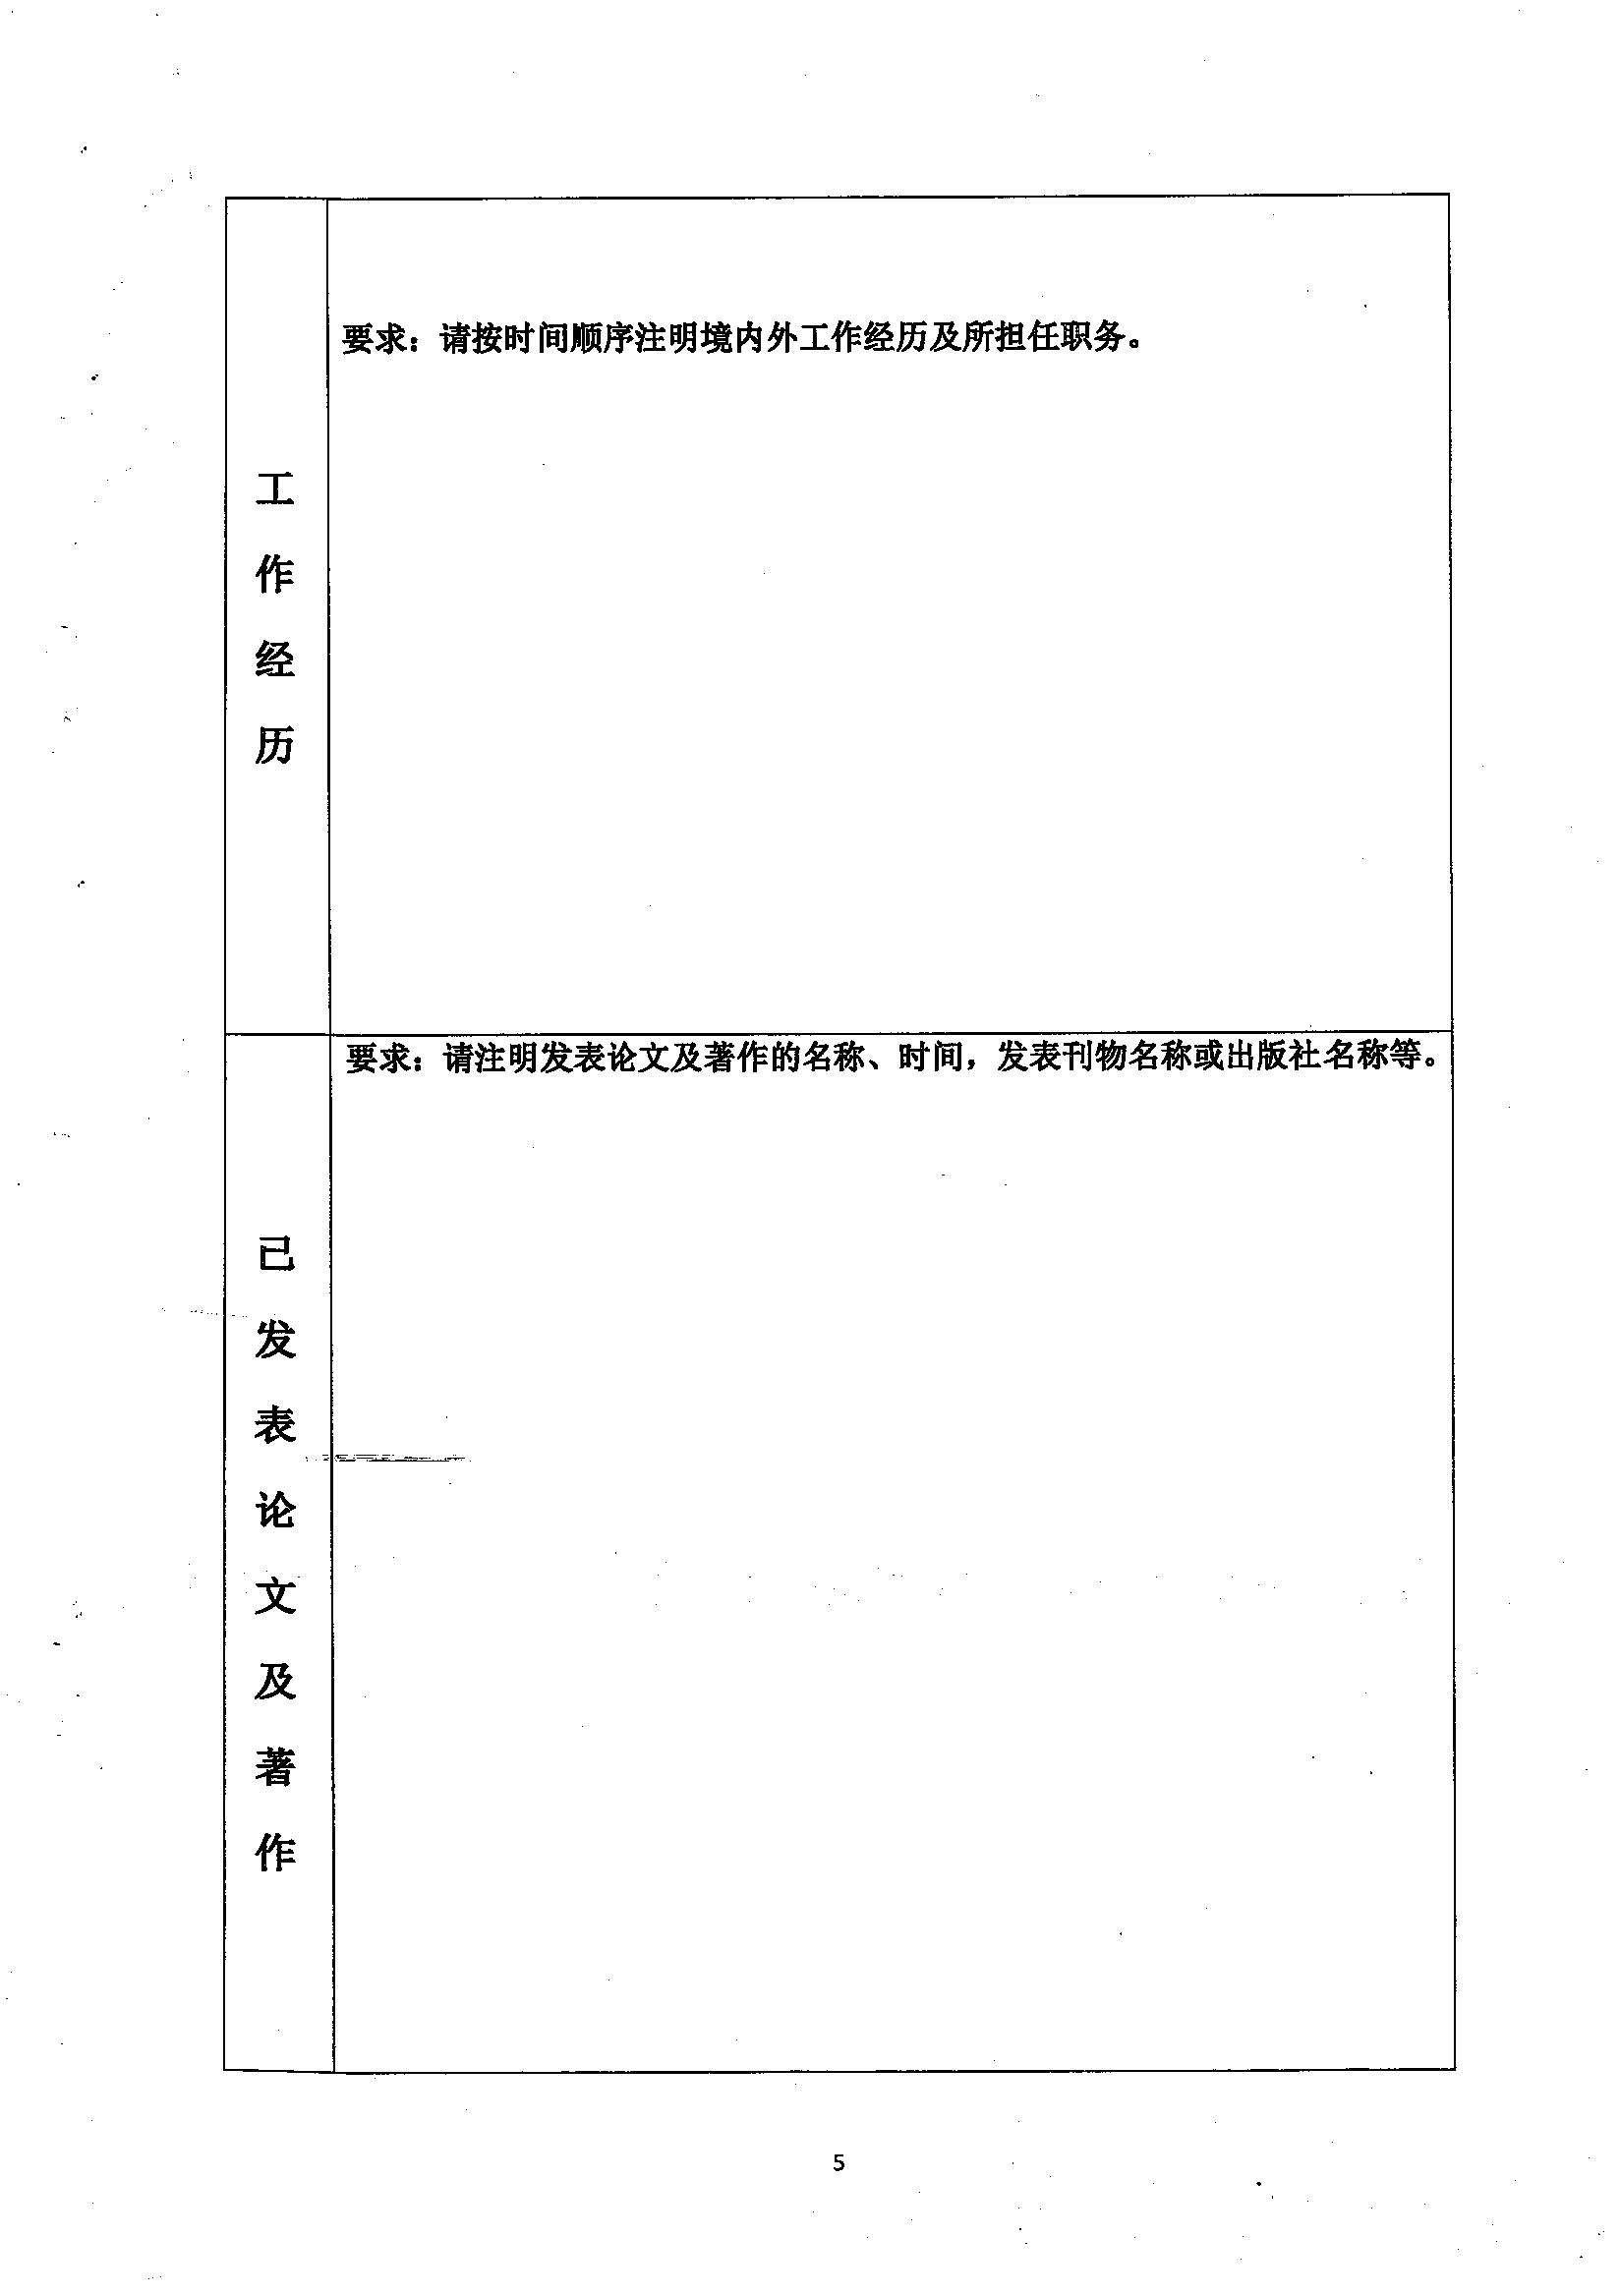 工作经历
要求：请按时间顺序注明境内外工作经历及所担任职务。
已发表论文及著作
要求：请注明发表论文及著作的名称、时间，发表刊物名称或出版社名称等。
5